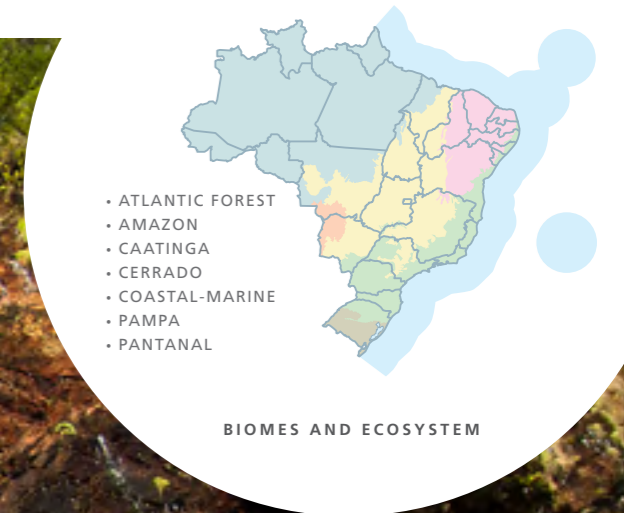 • ATLANTIC FOREST
• AMAZON
• CAATINGA
• CERRADO
• COASTAL-MARINE
• PAMPA
• PANTANAL
BIOMES AND ECOSYSTEM